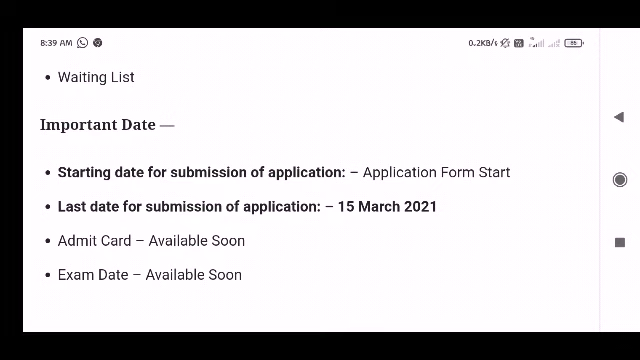 8:39 AM
0.2KB/s
86
• Waiting List
Important Date —
• Starting date for submission of application: – Application Form Start
• Last date for submission of application: – 15 March 2021
• Admit Card – Available Soon
• Exam Date – Available Soon